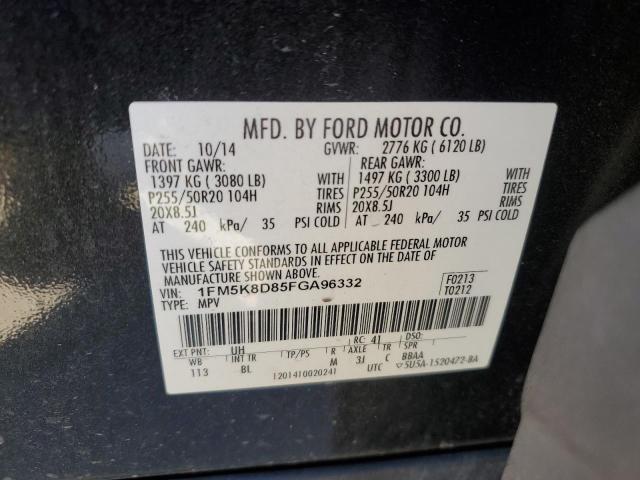 MFD. BY FORD MOTOR CO.
DATE: 10/14 GVWR: 2776 KG ( 6120 LB)
FRONT GAWR: REAR GAWR:
1397 KG ( 3080 LB) WITH 1497 KG ( 3300 LB) WITH
P255/50R20 104H TIRES P255/50R20 104H TIRES
20X8.5J RIMS 20X8.5J RIMS
AT 240 kPa/ 35 PSI COLD AT 240 kPa/ 35 PSI COLD
THIS VEHICLE CONFORMS TO ALL APPLICABLE FEDERAL MOTOR
VEHICLE SAFETY STANDARDS IN EFFECT ON THE DATE OF
MANUFACTURE SHOWN ABOVE.
VIN: 1FM5K8D85FGA96332 F0213
TYPE: MPV T0212
EXT PNT: UH RC: 41 DSO:
WB INT TR TP/PS R AXLE TR SPR
113 BL M 3J C BBAA
1201410020241 UTC ▽5U5A-1520472-BA